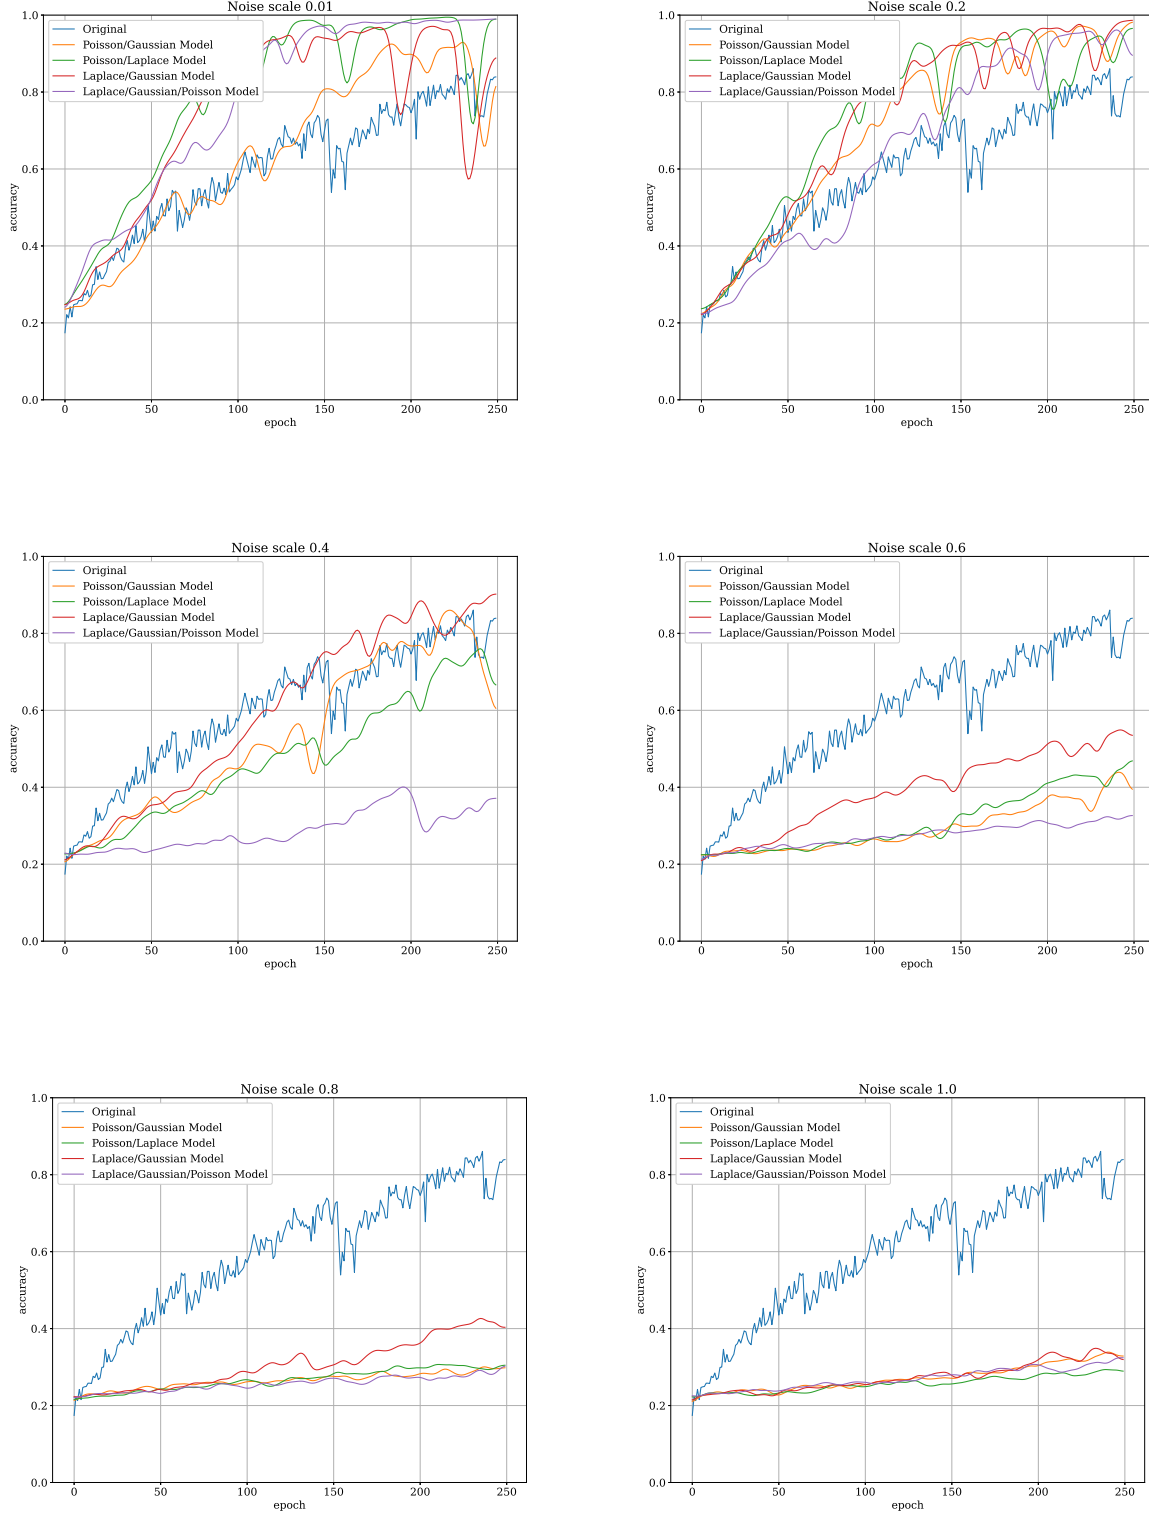 Noise scale 0.01
1.0
0.8
0.6
0.4
0.2
0.0
accuracy
Original
Poisson/Gaussian Model
Poisson/Laplace Model
Laplace/Gaussian Model
Laplace/Gaussian/Poisson Model
0 50 100 150 200 250
epoch
Noise scale 0.2
1.0
0.8
0.6
0.4
0.2
0.0
accuracy
Original
Poisson/Gaussian Model
Poisson/Laplace Model
Laplace/Gaussian Model
Laplace/Gaussian/Poisson Model
0 50 100 150 200 250
epoch
Noise scale 0.4
1.0
0.8
0.6
0.4
0.2
0.0
accuracy
Original
Poisson/Gaussian Model
Poisson/Laplace Model
Laplace/Gaussian Model
Laplace/Gaussian/Poisson Model
0 50 100 150 200 250
epoch
Noise scale 0.6
1.0
0.8
0.6
0.4
0.2
0.0
accuracy
Original
Poisson/Gaussian Model
Poisson/Laplace Model
Laplace/Gaussian Model
Laplace/Gaussian/Poisson Model
0 50 100 150 200 250
epoch
Noise scale 0.8
1.0
0.8
0.6
0.4
0.2
0.0
accuracy
Original
Poisson/Gaussian Model
Poisson/Laplace Model
Laplace/Gaussian Model
Laplace/Gaussian/Poisson Model
0 50 100 150 200 250
epoch
Noise scale 1.0
1.0
0.8
0.6
0.4
0.2
0.0
accuracy
Original
Poisson/Gaussian Model
Poisson/Laplace Model
Laplace/Gaussian Model
Laplace/Gaussian/Poisson Model
0 50 100 150 200 250
epoch